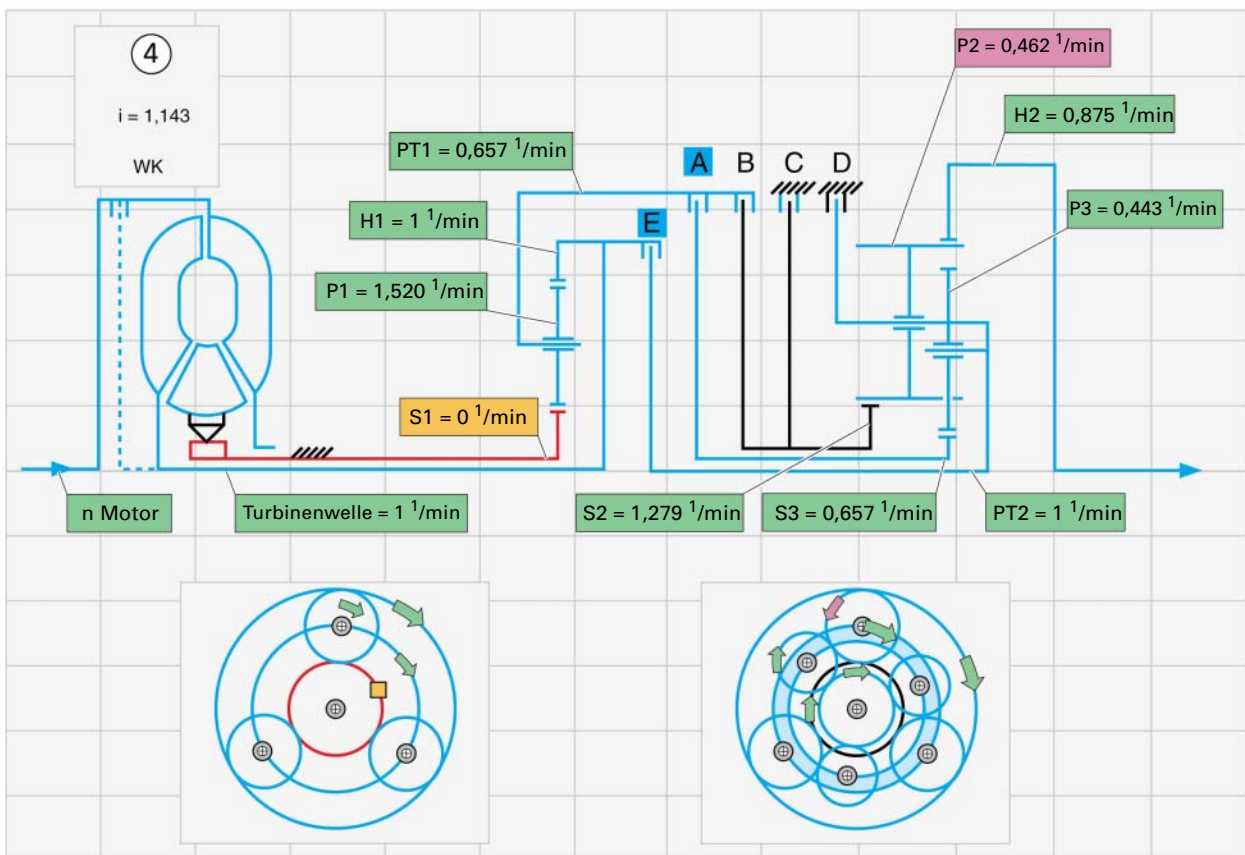 ④
i = 1,143
WK
P2 = 0,462 1/min
H2 = 0,875 1/min
PT1 = 0,657 1/min
A B C D
H1 = 1 1/min
E
P3 = 0,443 1/min
P1 = 1,520 1/min
S1 = 0 1/min
n Motor
Turbinenwelle = 1 1/min
S2 = 1,279 1/min
S3 = 0,657 1/min
PT2 = 1 1/min